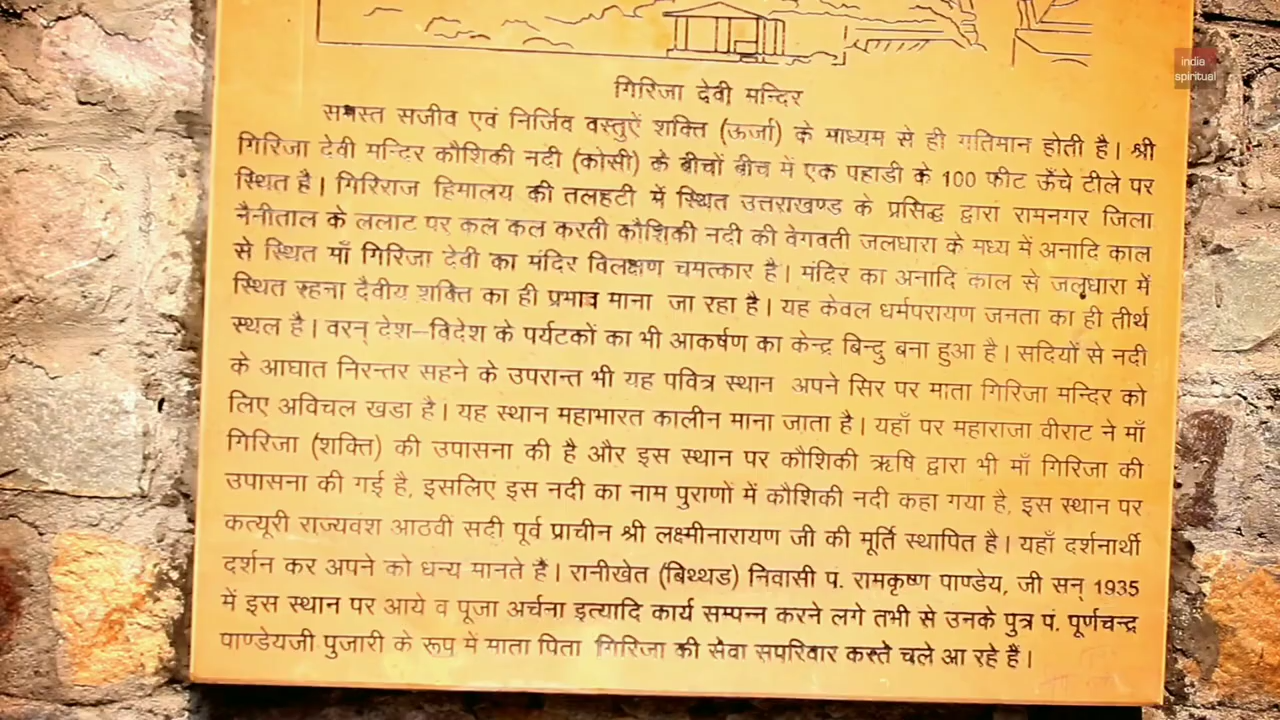 india
spiritual
गिरिजा देवी मन्दिर
समस्त सजीव एवं निर्जिव वस्तुऐं शक्ति (ऊर्जा) के माध्यम से ही गतिमान होती है। श्री
गिरिजा देवी मन्दिर कौशिकी नदी (कोसी) के बीचों बीच में एक पहाडी के 100 फीट ऊँचे टीले पर
स्थित है। गिरिराज हिमालय की तलहटी में स्थित उत्तराखण्ड के प्रसिद्ध द्वारा रामनगर जिला
नैनीताल के ललाट पर कल कल करती कौशिकी नदी की वेगवती जलधारा के मध्य में अनादि काल
से स्थित माँ गिरिजा देवी का मंदिर विलक्षण चमत्कार है। मंदिर का अनादि काल से जलधारा में
स्थित रहना दैवीय शक्ति का ही प्रभाव माना जा रहा है। यह केवल धर्मपरायण जनता का ही तीर्थ
स्थल है। वरन् देश–विदेश के पर्यटकों का भी आकर्षण का केन्द्र बिन्दु बना हुआ है। सदियों से नदी
के आघात निरन्तर सहने के उपरान्त भी यह पवित्र स्थान अपने सिर पर माता गिरिजा मन्दिर को
लिए अविचल खडा है। यह स्थान महाभारत कालीन माना जाता है। यहाँ पर महाराजा वीराट ने माँ
गिरिजा (शक्ति) की उपासना की है और इस स्थान पर कौशिकी ऋषि द्वारा भी माँ गिरिजा की
उपासना की गई है, इसलिए इस नदी का नाम पुराणों में कौशिकी नदी कहा गया है, इस स्थान पर
कत्यूरी राज्यवश आठवीं सदी पूर्व प्राचीन श्री लक्ष्मीनारायण जी की मूर्ति स्थापित है। यहाँ दर्शनार्थी
दर्शन कर अपने को धन्य मानते हैं। रानीखेत (बिथ्थड) निवासी प. रामकृष्ण पाण्डेय, जी सन् 1935
में इस स्थान पर आये व पूजा अर्चना इत्यादि कार्य सम्पन्न करने लगे तभी से उनके पुत्र पं. पूर्णचन्द्र
पाण्डेयजी पुजारी के रूप में माता पिता गिरिजा की सेवा सपरिवार करते चले आ रहे हैं।